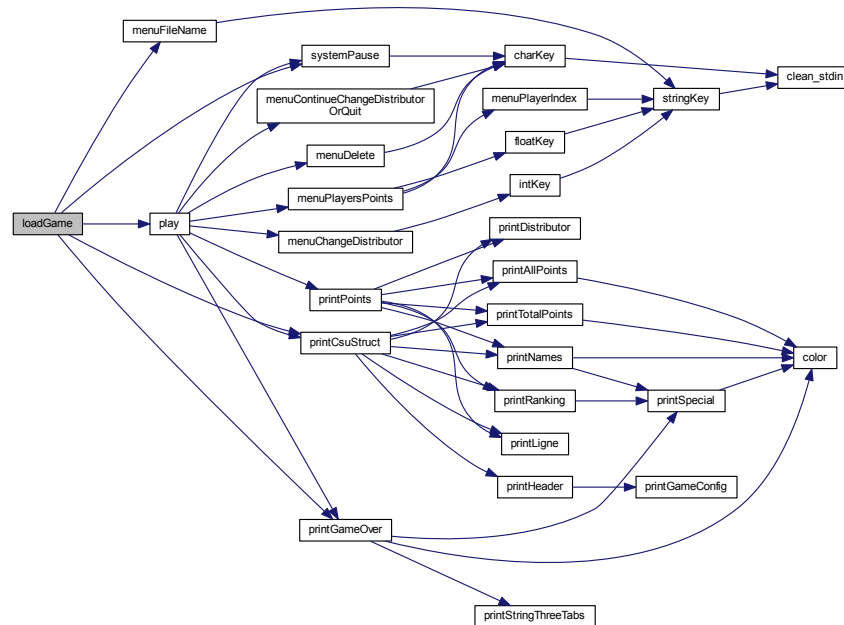 menuFileName
systemPause
charKey
clean_stdin
menuContinueChangeDistributor
OrQuit
menuPlayerIndex
stringKey
menuDelete
floatKey
menuPlayersPoints
intKey
loadGame
play
menuChangeDistributor
printDistributor
printAllPoints
printPoints
printTotalPoints
printCsuStruct
printNames
color
printRanking
printSpecial
printLigne
printHeader
printGameConfig
printGameOver
printStringThreeTabs